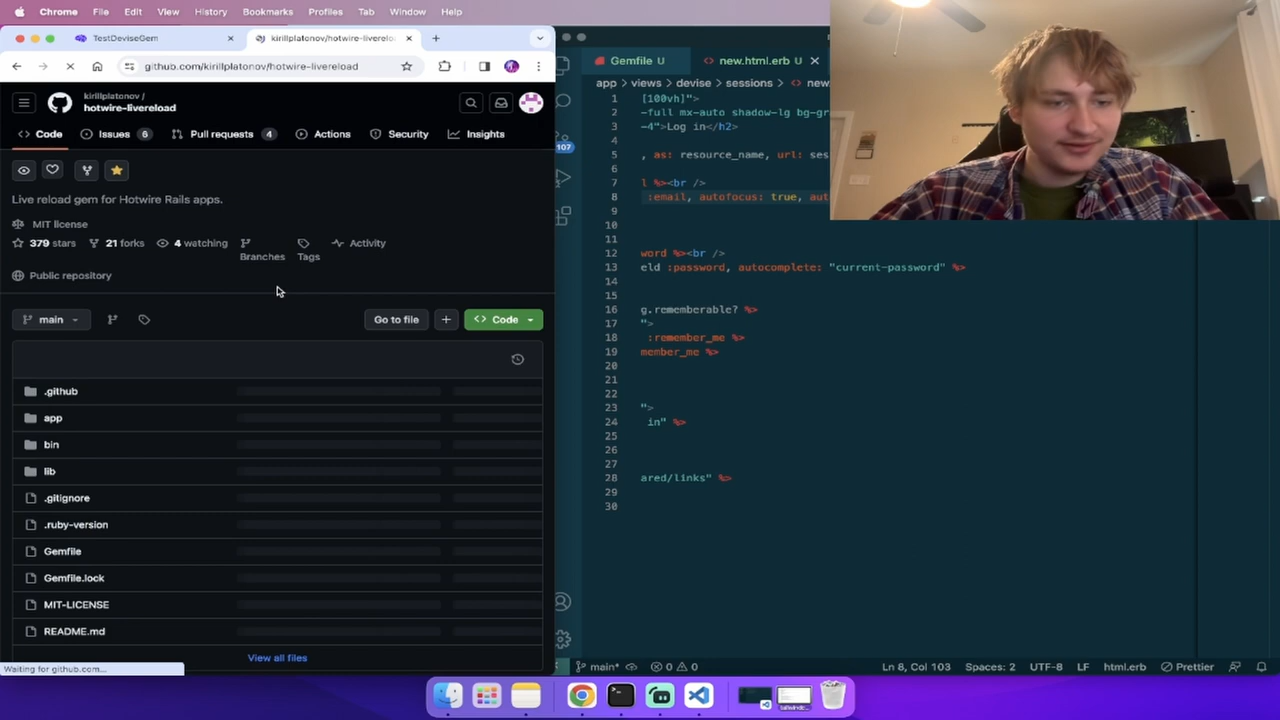 Chrome File Edit View History Bookmarks Profiles Tab Window Help
TestDeviseGem
kirillplatonov/hotwire-livereloa
github.com/kirillplatonov/hotwire-livereload
kirillplatonov /
hotwire-livereload
Code Issues 6 Pull requests 4 Actions Security Insights
Live reload gem for Hotwire Rails apps.
MIT license
379 stars 21 forks 4 watching Branches Tags Activity
Public repository
main Go to file Code
.github
app
bin
lib
.gitignore
.ruby-version
Gemfile
Gemfile.lock
MIT-LICENSE
README.md
View all files
Waiting for github.com...
107
Gemfile U new.html.erb U
app > views > devise > sessions > new
1 [100vh]">
2 -full mx-auto shadow-lg bg-gr
3 -4">Log in</h2>
4
5 , as: resource_name, url: ses
6
7 l %><br />
8 :email, autofocus: true, aut
9
10
11
12 word %><br />
13 eld :password, autocomplete: "current-password" %>
14
15
16 g.rememberable? %>
17 ">
18 :remember_me %>
19 member_me %>
20
21
22
23 ">
24 in" %>
25
26
27
28 ared/links" %>
29
30
main* 0 0 Ln 8, Col 103 Spaces: 2 UTF-8 LF html.erb Prettier